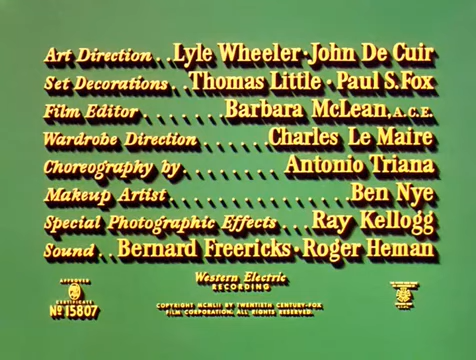 Art Direction . . Lyle Wheeler · John De Cuir
Set Decorations . . Thomas Little · Paul S. Fox
Film Editor . . . . . . . Barbara McLean, A.C.E.
Wardrobe Direction . . . . . . Charles Le Maire
Choreography by . . . . . . . . Antonio Triana
Makeup Artist . . . . . . . . . . . . . . Ben Nye
Special Photographic Effects . . . Ray Kellogg
Sound . . Bernard Freericks · Roger Heman
Western Electric
RECORDING
APPROVED
CERTIFICATE
No 15807
COPYRIGHT MCMLII BY TWENTIETH CENTURY-FOX
FILM CORPORATION. ALL RIGHTS RESERVED.